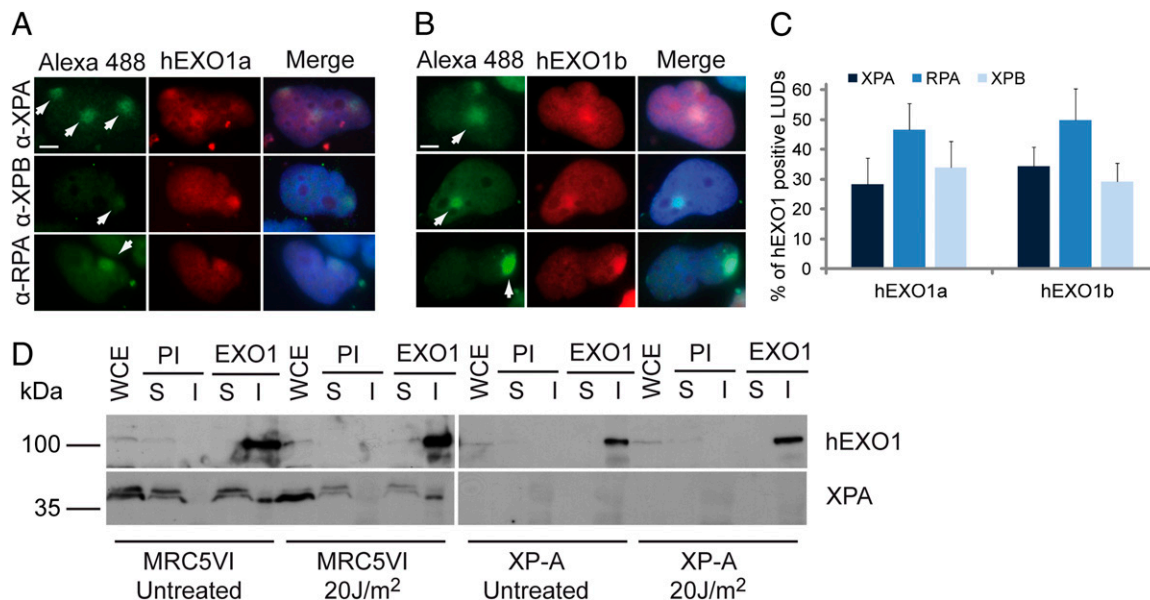 A
Alexa 488 hEXO1a Merge
α-XPA
α-XPB
α-RPA
B
Alexa 488 hEXO1b Merge
C
XPA RPA XPB
% of hEXO1 positive LUDs
60
50
40
30
20
10
0
hEXO1a hEXO1b
D
kDa
WCE PI EXO1 WCE PI EXO1 WCE PI EXO1 WCE PI EXO1
S I S I S I S I S I S I S I S I
100 hEXO1
35 XPA
MRC5VI MRC5VI XP-A XP-A
Untreated 20J/m² Untreated 20J/m²